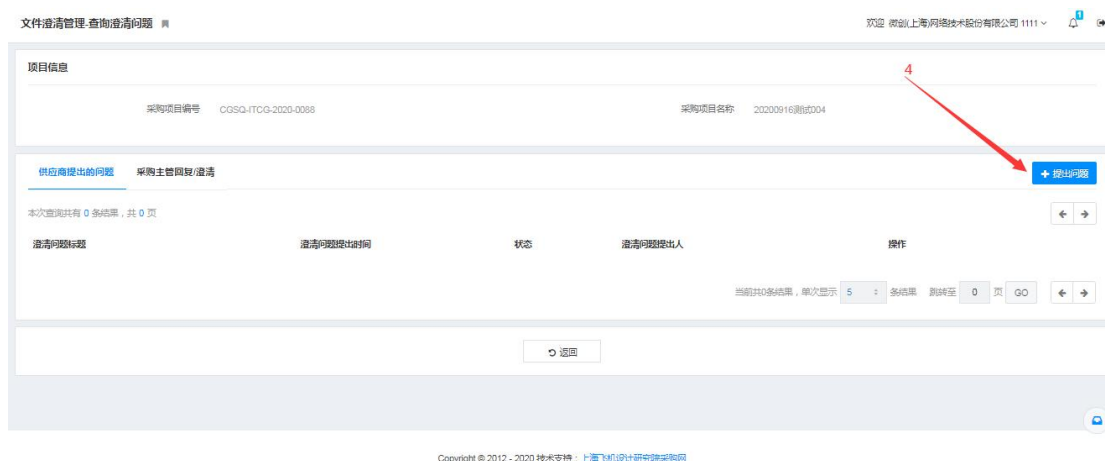 文件澄清管理-查询澄清问题
欢迎 微创(上海)网络技术股份有限公司 1111
1
项目信息
4
采购项目编号 CGSQ-ITCG-2020-0088 采购项目名称 20200916测试004
供应商提出的问题 采购主管回复/澄清 + 提出问题
本次查询共有 0 条结果，共 0 页
澄清问题标题 澄清问题提出时间 状态 澄清问题提出人 操作
当前共0条结果，单次显示 5 条结果 跳转至 0 页 GO
返回
Copyright © 2012 - 2020 技术支持：上海飞机设计研究院采购网